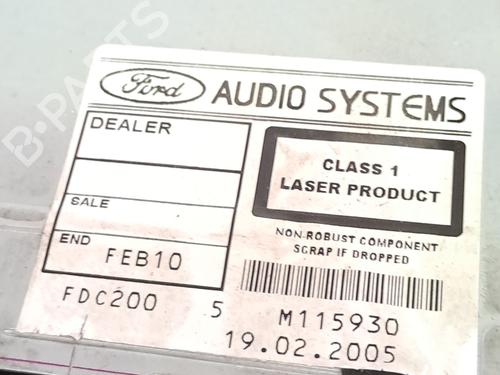 Ford AUDIO SYSTEMS
DEALER
SALE
END
FEB10
CLASS 1
LASER PRODUCT
NON-ROBUST COMPONENT
SCRAP IF DROPPED
FDC200 5
M115930
19.02.2005
B-PARTS